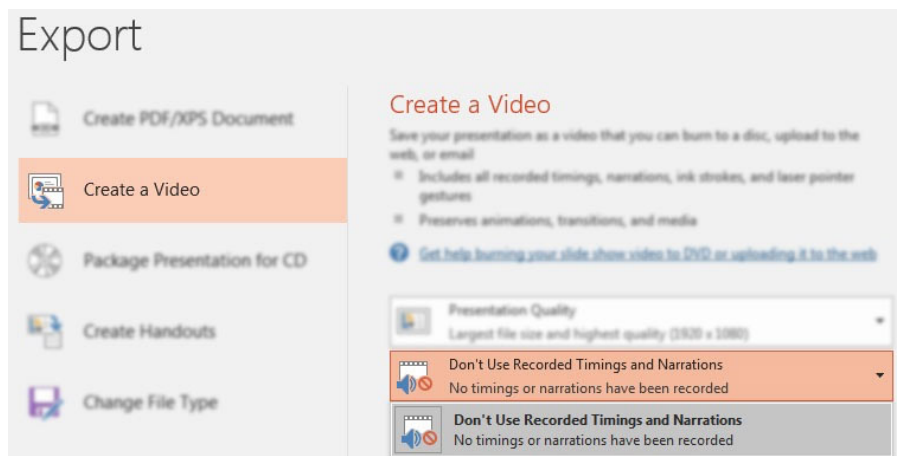 Export
Create PDF/XPS Document
Create a Video
Package Presentation for CD
Create Handouts
Change File Type
Create a Video
Save your presentation as a video that you can burn to a disc, upload to the
web, or email
Includes all recorded timings, narrations, ink strokes, and laser pointer
gestures
Preserves animations, transitions, and media
Get help burning your slide show video to DVD or uploading it to the web
Presentation Quality
Largest file size and highest quality (1920 x 1080)
Don't Use Recorded Timings and Narrations
No timings or narrations have been recorded
Don't Use Recorded Timings and Narrations
No timings or narrations have been recorded